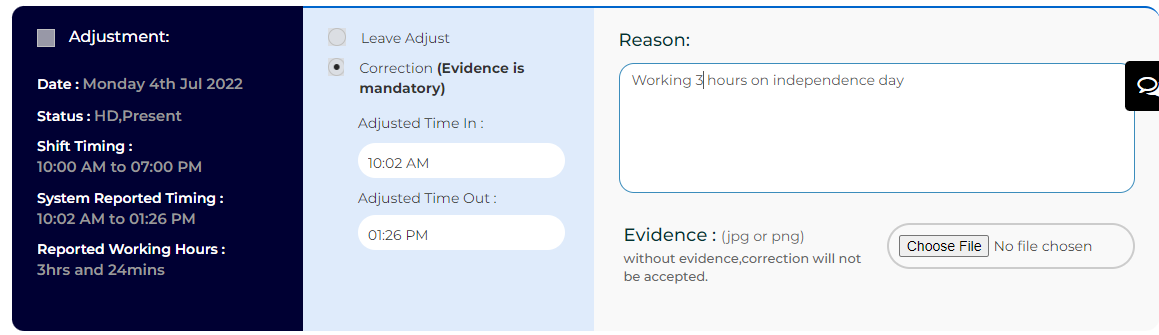 Adjustment:
Date : Monday 4th Jul 2022
Status : HD,Present
Shift Timing :
10:00 AM to 07:00 PM
System Reported Timing :
10:02 AM to 01:26 PM
Reported Working Hours :
3hrs and 24mins
Leave Adjust
Correction (Evidence is
mandatory)
Adjusted Time In :
10:02 AM
Adjusted Time Out :
01:26 PM
Reason:
Working 3 hours on independence day
Evidence : (jpg or png)
without evidence,correction will not
be accepted.
Choose File No file chosen